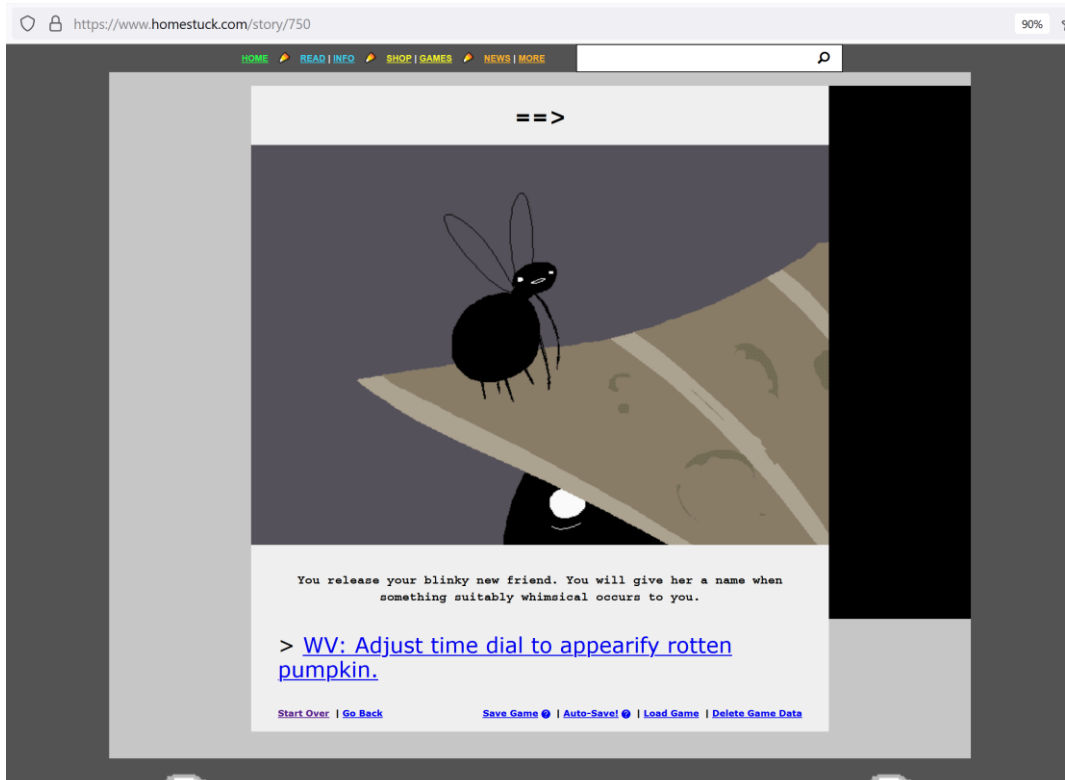 https://www.homestuck.com/story/750
90%
HOME READ | INFO SHOP | GAMES NEWS | MORE
==>
You release your blinky new friend. You will give her a name when
something suitably whimsical occurs to you.
> WV: Adjust time dial to appearify rotten
pumpkin.
Start Over | Go Back Save Game ? | Auto-Save! ? | Load Game | Delete Game Data